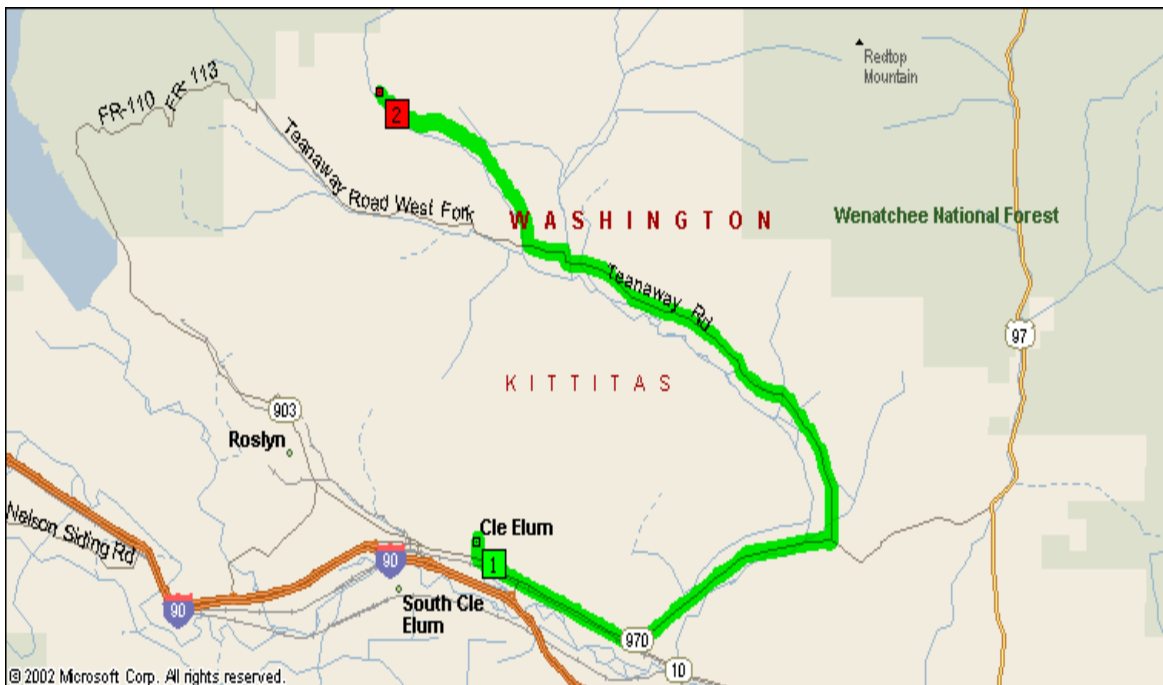 Redtop
Mountain
FR-110
FR-113
2
Teanaway Road West Fork
WASHINGTON
Wenatchee National Forest
Teanaway Rd
97
KITTITAS
903
Roslyn
Nelson Siding Rd
Cle Elum
1
90
90
South Cle
Elum
970
10
© 2002 Microsoft Corp. All rights reserved.